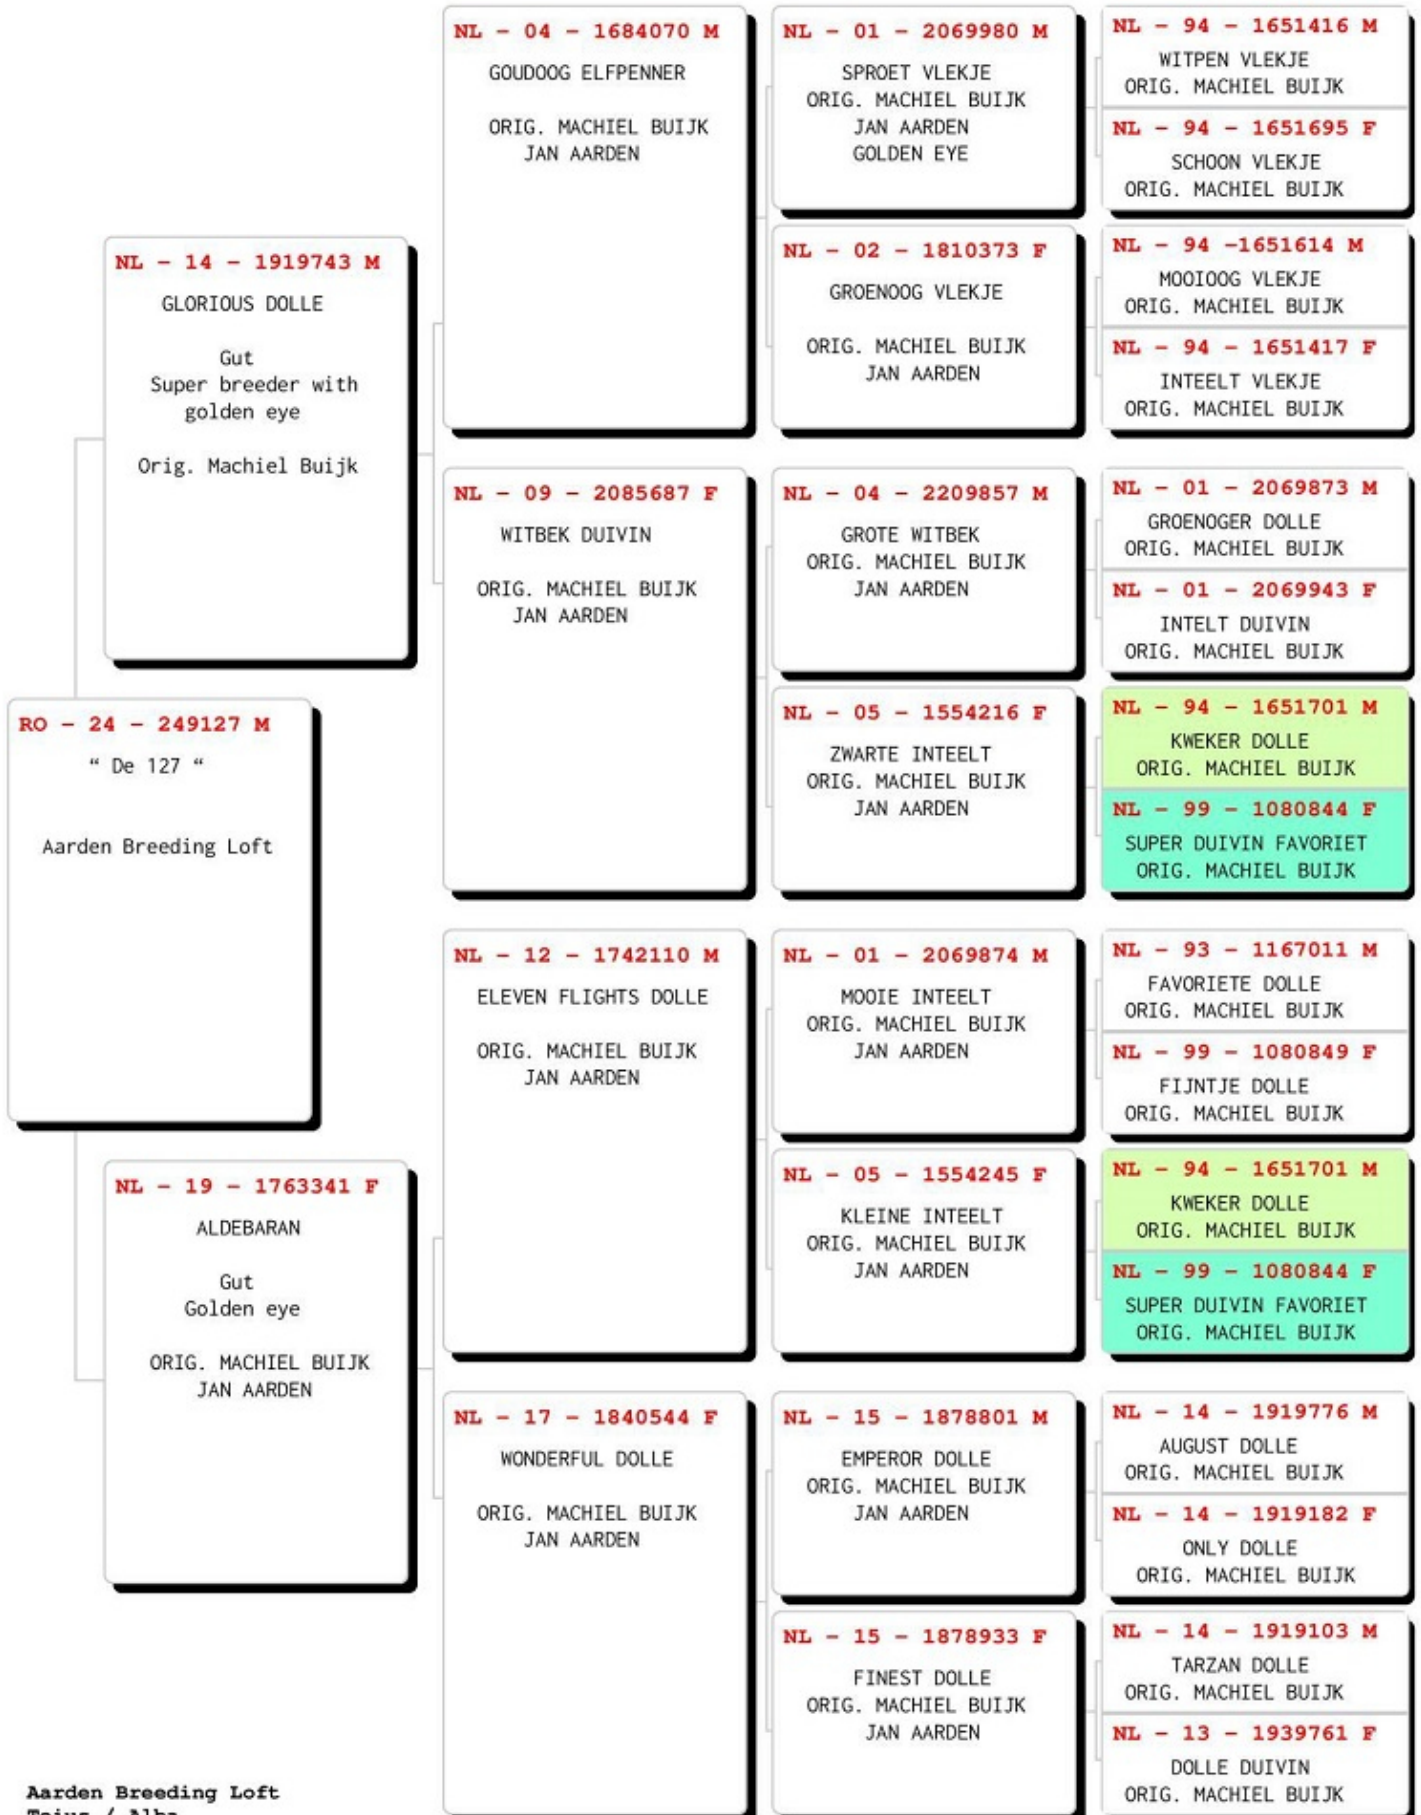 RO - 24 - 249127 M
“ De 127 “
Aarden Breeding Loft
NL - 14 - 1919743 M
GLORIOUS DOLLE
Gut
Super breeder with
golden eye
Orig. Machiel Buijk
NL - 19 - 1763341 F
ALDEBARAN
Gut
Golden eye
ORIG. MACHIEL BUIJK
JAN AARDEN
NL - 04 - 1684070 M
GOUDOOG ELFPENNER
ORIG. MACHIEL BUIJK
JAN AARDEN
NL - 09 - 2085687 F
WITBEK DUIVIN
ORIG. MACHIEL BUIJK
JAN AARDEN
NL - 12 - 1742110 M
ELEVEN FLIGHTS DOLLE
ORIG. MACHIEL BUIJK
JAN AARDEN
NL - 17 - 1840544 F
WONDERFUL DOLLE
ORIG. MACHIEL BUIJK
JAN AARDEN
NL - 01 - 2069980 M
SPROET VLEKJE
ORIG. MACHIEL BUIJK
JAN AARDEN
GOLDEN EYE
NL - 02 - 1810373 F
GROENOOG VLEKJE
ORIG. MACHIEL BUIJK
JAN AARDEN
NL - 04 - 2209857 M
GROTE WITBEK
ORIG. MACHIEL BUIJK
JAN AARDEN
NL - 05 - 1554216 F
ZWARTE INTEELT
ORIG. MACHIEL BUIJK
JAN AARDEN
NL - 01 - 2069874 M
MOOIE INTEELT
ORIG. MACHIEL BUIJK
JAN AARDEN
NL - 05 - 1554245 F
KLEINE INTEELT
ORIG. MACHIEL BUIJK
JAN AARDEN
NL - 15 - 1878801 M
EMPEROR DOLLE
ORIG. MACHIEL BUIJK
JAN AARDEN
NL - 15 - 1878933 F
FINEST DOLLE
ORIG. MACHIEL BUIJK
JAN AARDEN
NL - 94 - 1651416 M
WITPEN VLEKJE
ORIG. MACHIEL BUIJK
NL - 94 - 1651695 F
SCHOON VLEKJE
ORIG. MACHIEL BUIJK
NL - 94 -1651614 M
MOOIOOG VLEKJE
ORIG. MACHIEL BUIJK
NL - 94 - 1651417 F
INTEELT VLEKJE
ORIG. MACHIEL BUIJK
NL - 01 - 2069873 M
GROENOGER DOLLE
ORIG. MACHIEL BUIJK
NL - 01 - 2069943 F
INTELT DUIVIN
ORIG. MACHIEL BUIJK
NL - 94 - 1651701 M
KWEKER DOLLE
ORIG. MACHIEL BUIJK
NL - 99 - 1080844 F
SUPER DUIVIN FAVORIET
ORIG. MACHIEL BUIJK
NL - 93 - 1167011 M
FAVORIETE DOLLE
ORIG. MACHIEL BUIJK
NL - 99 - 1080849 F
FIJNTJE DOLLE
ORIG. MACHIEL BUIJK
NL - 94 - 1651701 M
KWEKER DOLLE
ORIG. MACHIEL BUIJK
NL - 99 - 1080844 F
SUPER DUIVIN FAVORIET
ORIG. MACHIEL BUIJK
NL - 14 - 1919776 M
AUGUST DOLLE
ORIG. MACHIEL BUIJK
NL - 14 - 1919182 F
ONLY DOLLE
ORIG. MACHIEL BUIJK
NL - 14 - 1919103 M
TARZAN DOLLE
ORIG. MACHIEL BUIJK
NL - 13 - 1939761 F
DOLLE DUIVIN
ORIG. MACHIEL BUIJK
Aarden Breeding Loft
/ Alba